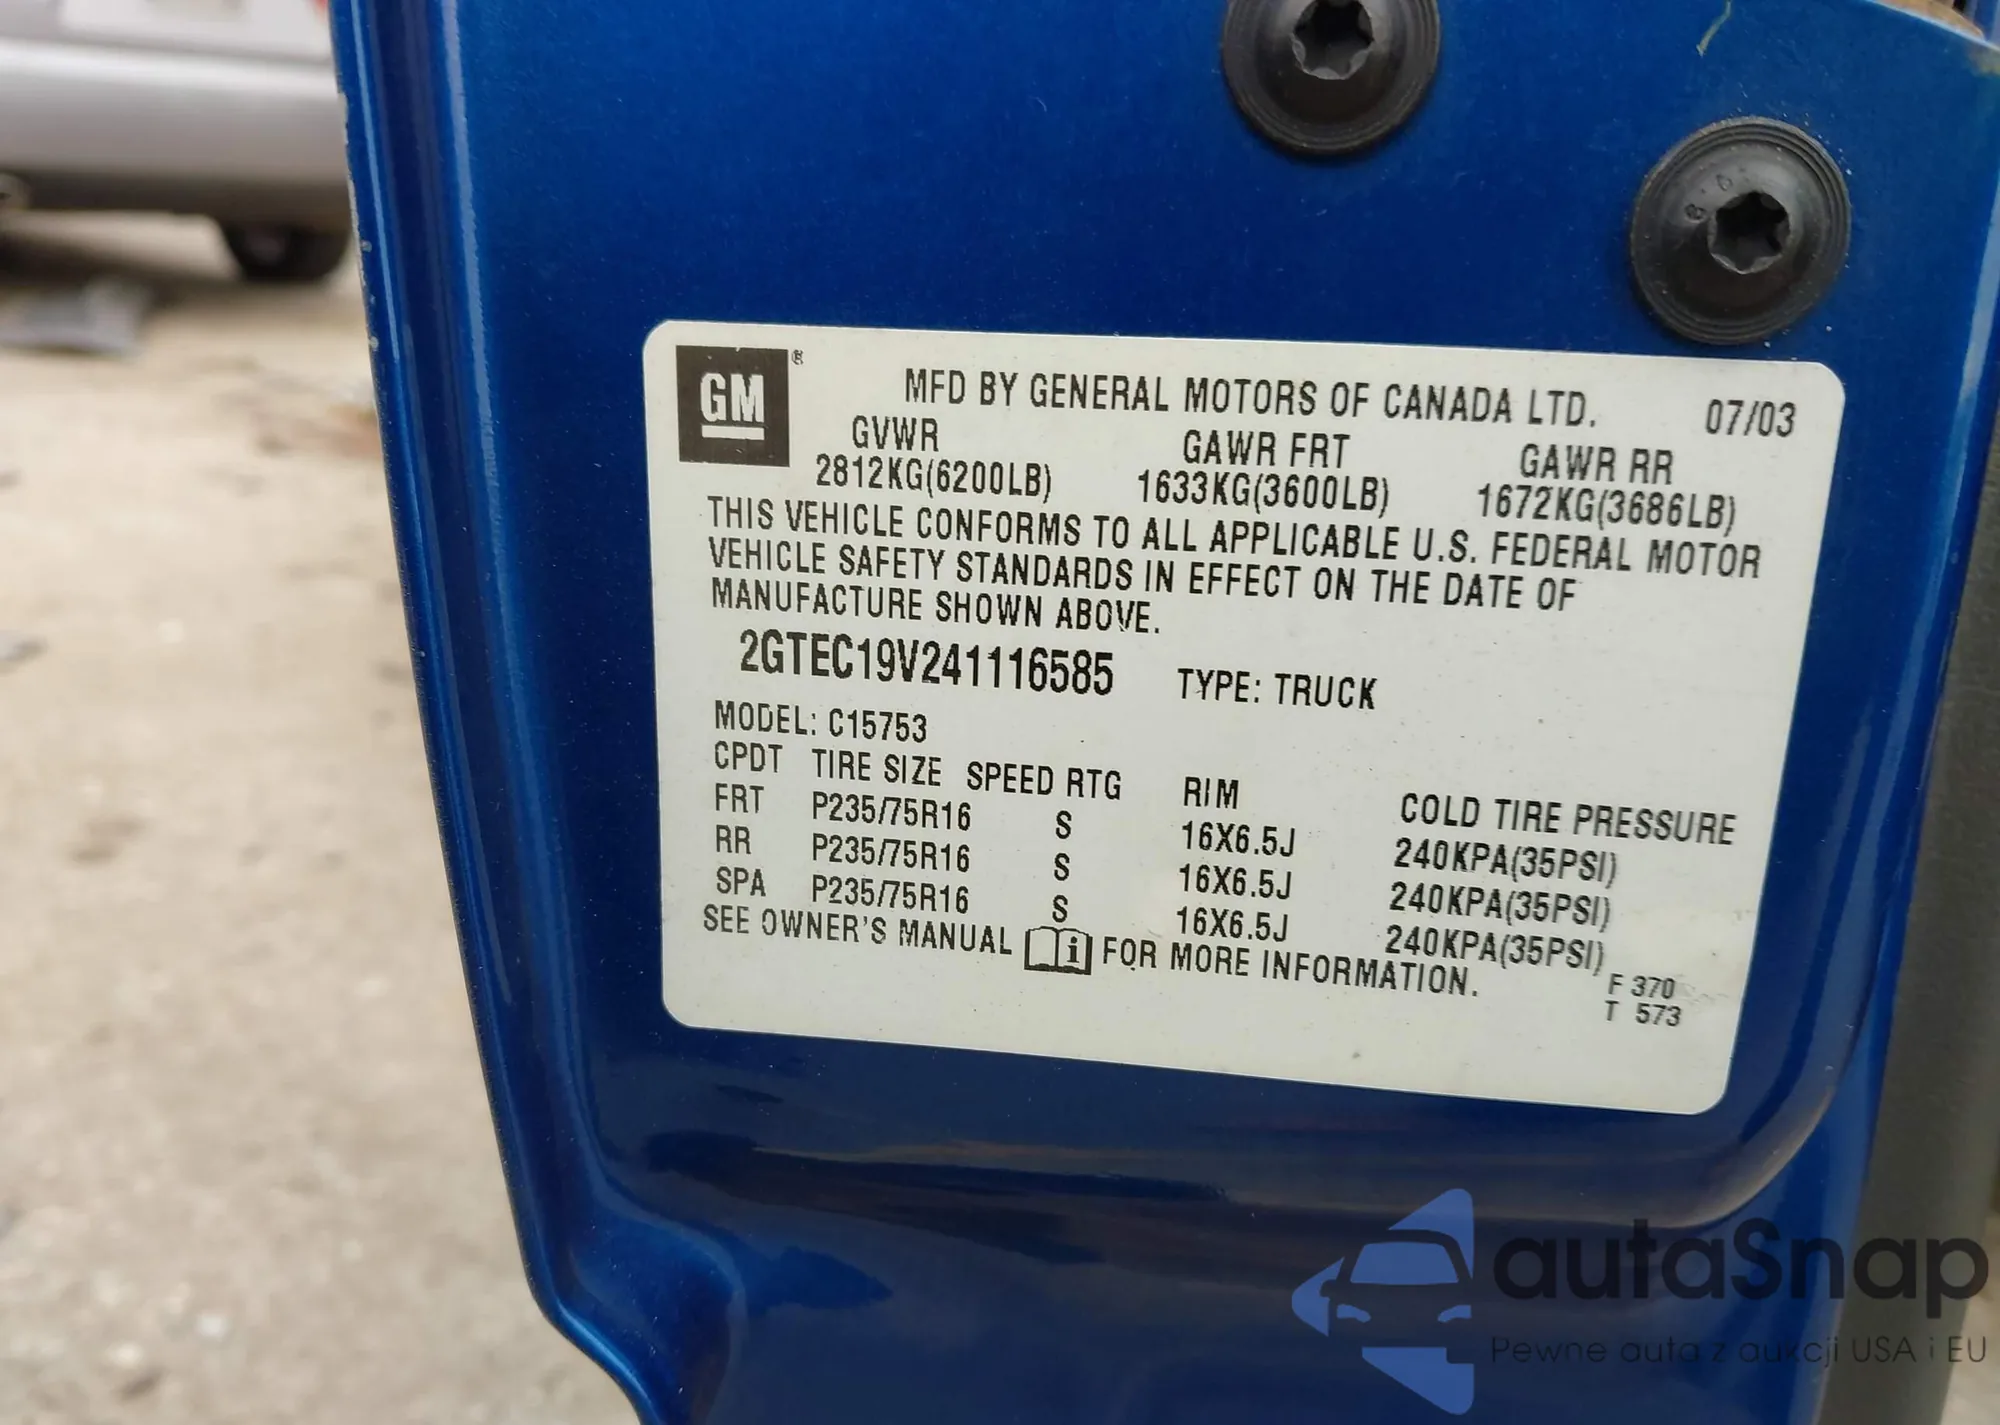 GM ® MFD BY GENERAL MOTORS OF CANADA LTD. 07/03
GVWR GAWR FRT GAWR RR
2812KG(6200LB) 1633KG(3600LB) 1672KG(3686LB)
THIS VEHICLE CONFORMS TO ALL APPLICABLE U.S. FEDERAL MOTOR
VEHICLE SAFETY STANDARDS IN EFFECT ON THE DATE OF
MANUFACTURE SHOWN ABOVE.
2GTEC19V241116585 TYPE: TRUCK
MODEL: C15753
CPDT TIRE SIZE SPEED RTG RIM COLD TIRE PRESSURE
FRT P235/75R16 S 16X6.5J 240KPA(35PSI)
RR P235/75R16 S 16X6.5J 240KPA(35PSI)
SPA P235/75R16 S 16X6.5J 240KPA(35PSI)
SEE OWNER'S MANUAL i FOR MORE INFORMATION.
F 370
T 573
autaSnap
Pewne auta z aukcji USA i EU